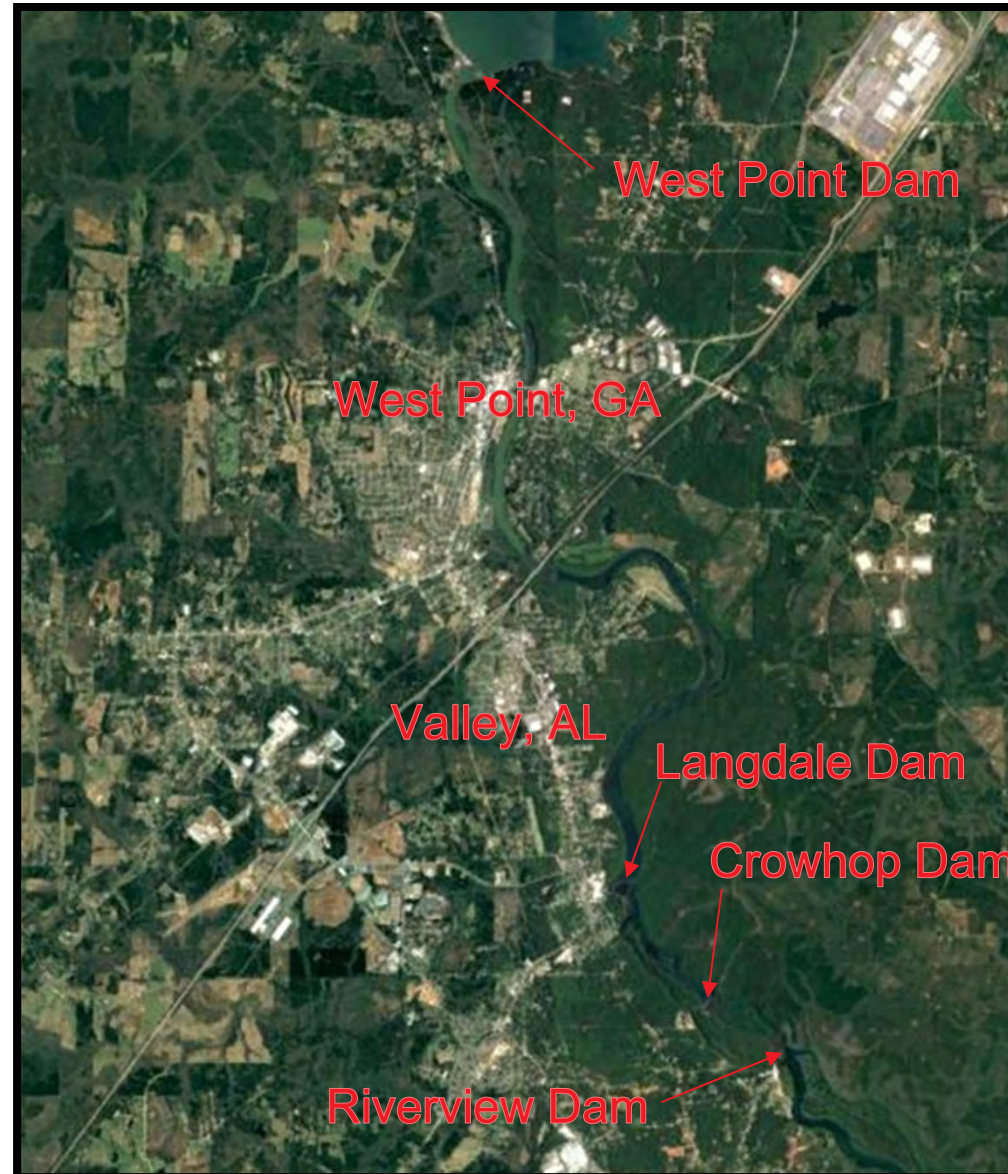 West Point Dam
West Point, GA
Valley, AL
Langdale Dam
Crowhop Dam
Riverview Dam